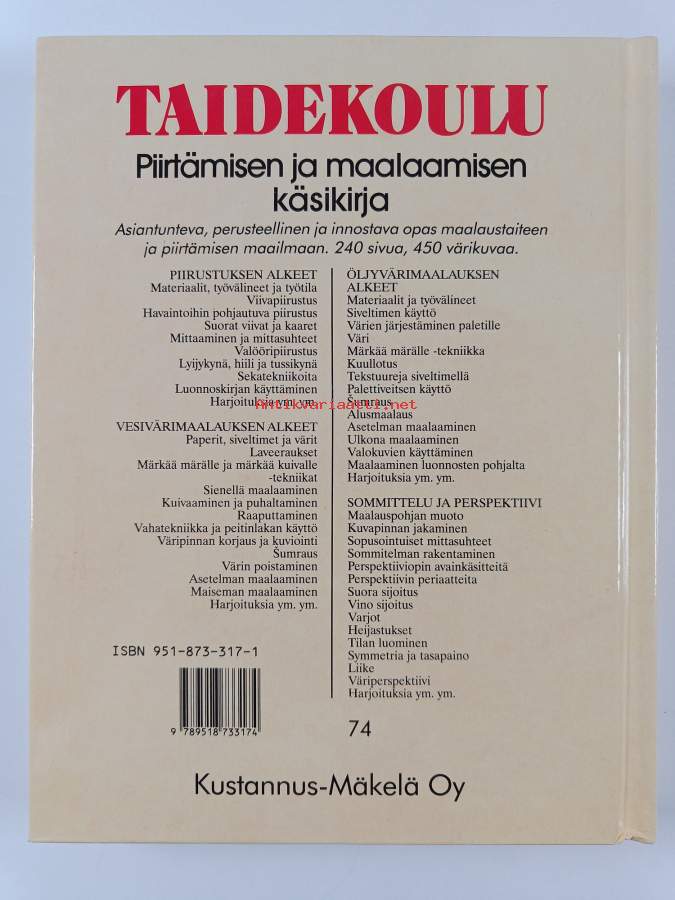 TAIDEKOULU
Piirtämisen ja maalaamisen
käsikirja
Asiantunteva, perusteellinen ja innostava opas maalaustaiteen
ja piirtämisen maailmaan. 240 sivua, 450 värikuvaa.
PIIRUSTUKSEN ALKEET
Materiaalit, työvälineet ja työtila
Viivapiirustus
Havaintoihin pohjautuva piirustus
Suorat viivat ja kaaret
Mittaaminen ja mittasuhteet
Valööripiirustus
Lyijykynä, hiili ja tussikynä
Sekatekniikoita
Luonnoskirjan käyttäminen
Harjoituksia ym. ym.
VESIVÄRIMAALAUKSEN ALKEET
Paperit, siveltimet ja värit
Laveeraukset
Märkää märälle ja märkää kuivalle
-tekniikat
Sienellä maalaaminen
Kuivaaminen ja puhaltaminen
Raaputtaminen
Vahatekniikka ja peitinlakan käyttö
Väripinnan korjaus ja kuviointi
Šumraus
Värin poistaminen
Asetelman maalaaminen
Maiseman maalaaminen
Harjoituksia ym. ym.
ÖLJYVÄRIMAALAUKSEN
ALKEET
Materiaalit ja työvälineet
Siveltimen käyttö
Värien järjestäminen paletille
Väri
Märkää märälle -tekniikka
Kuullotus
Tekstuureja siveltimellä
Palettiveitsen käyttö
Šumraus
Alusmaalaus
Asetelman maalaaminen
Ulkona maalaaminen
Valokuvien käyttäminen
Maalaaminen luonnosten pohjalta
Harjoituksia ym. ym.
SOMMITTELU JA PERSPEKTIIVI
Maalauspohjan muoto
Kuvapinnan jakaminen
Sopusointuiset mittasuhteet
Sommitelman rakentaminen
Perspektiiviopin avainkäsitteitä
Perspektiivin periaatteita
Suora sijoitus
Vino sijoitus
Varjot
Heijastukset
Tilan luominen
Symmetria ja tasapaino
Liike
Väriperspektiivi
Harjoituksia ym. ym.
Antikvariaatti.net
ISBN 951-873-317-1
9 789518 733174
74
Kustannus-Mäkelä Oy